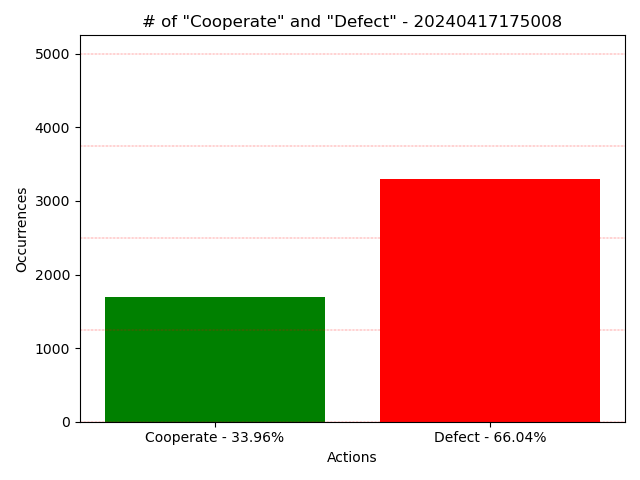 # of "Cooperate" and "Defect" - 20240417175008
5000
4000
3000
2000
1000
0
Occurrences
Cooperate - 33.96%
Defect - 66.04%
Actions